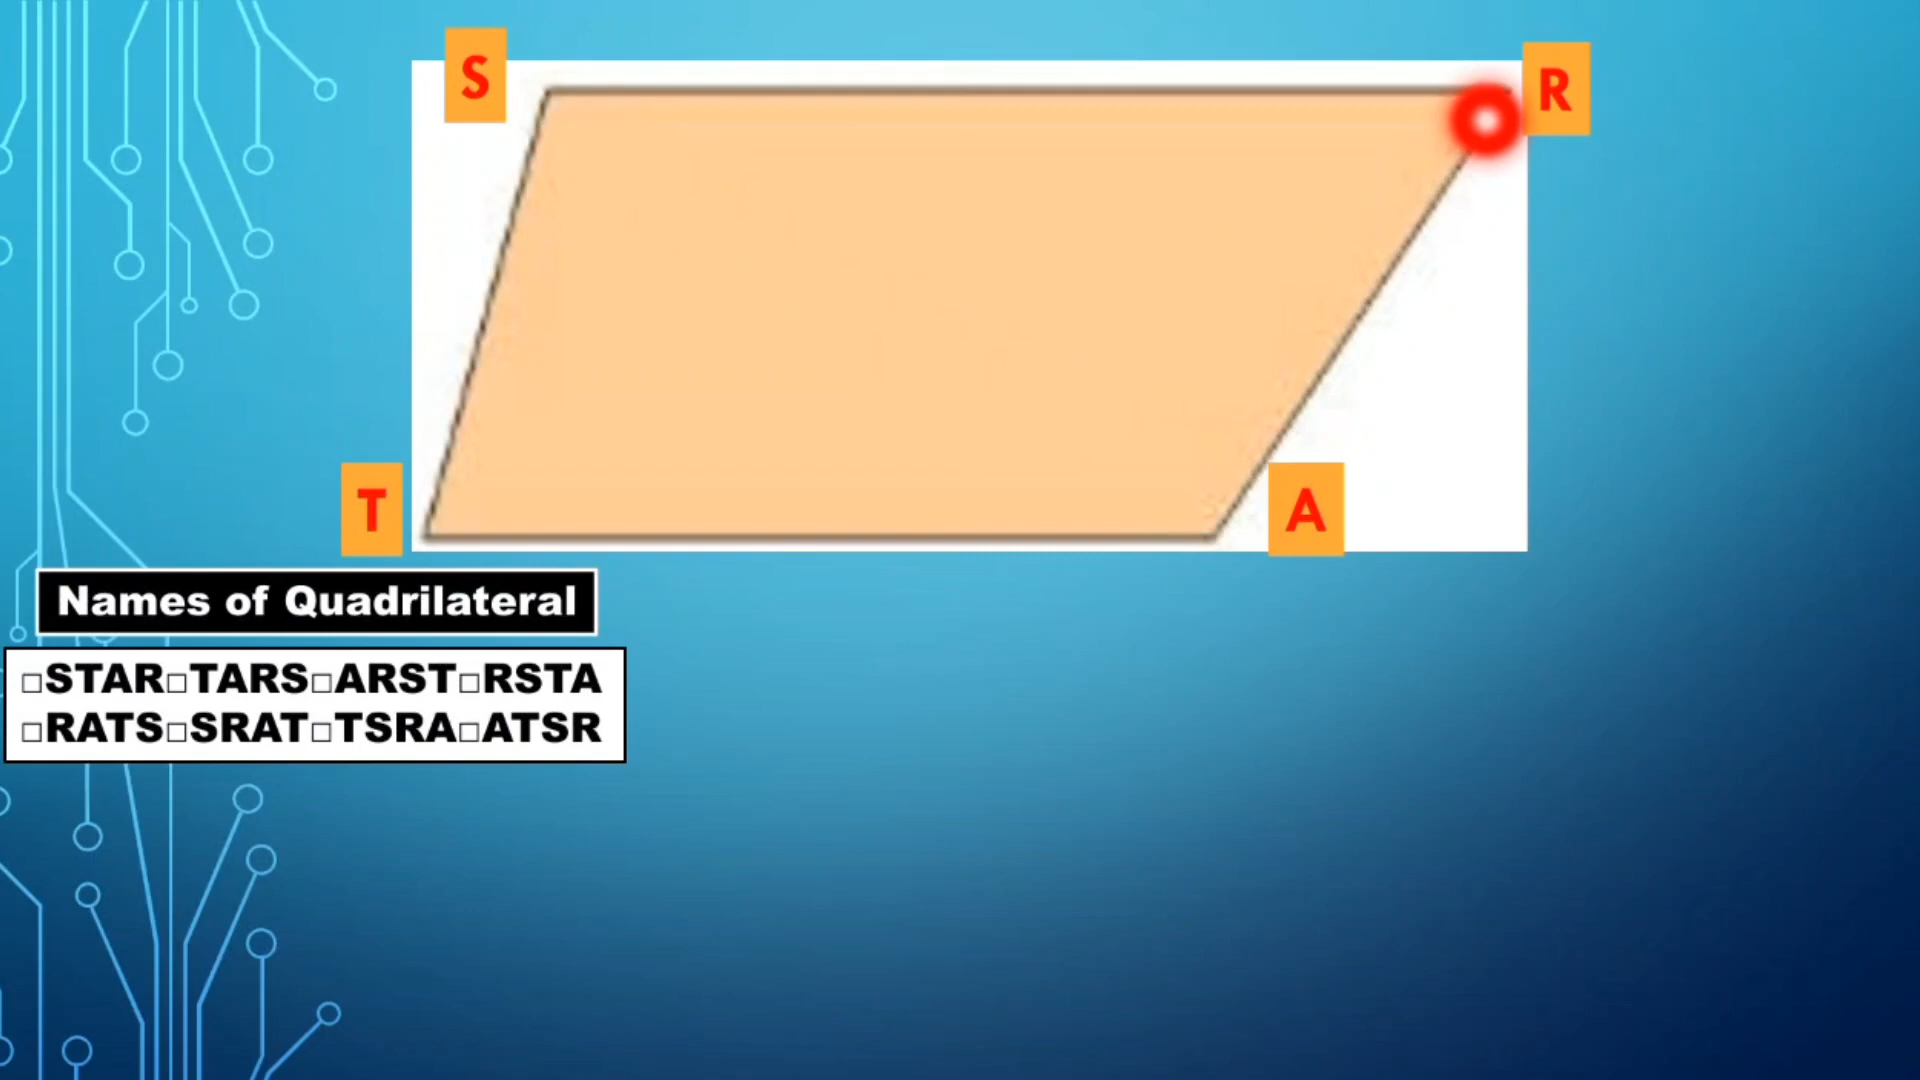 S
R
T
A
Names of Quadrilateral
□STAR□TARS□ARST□RSTA
□RATS□SRAT□TSRA□ATSR